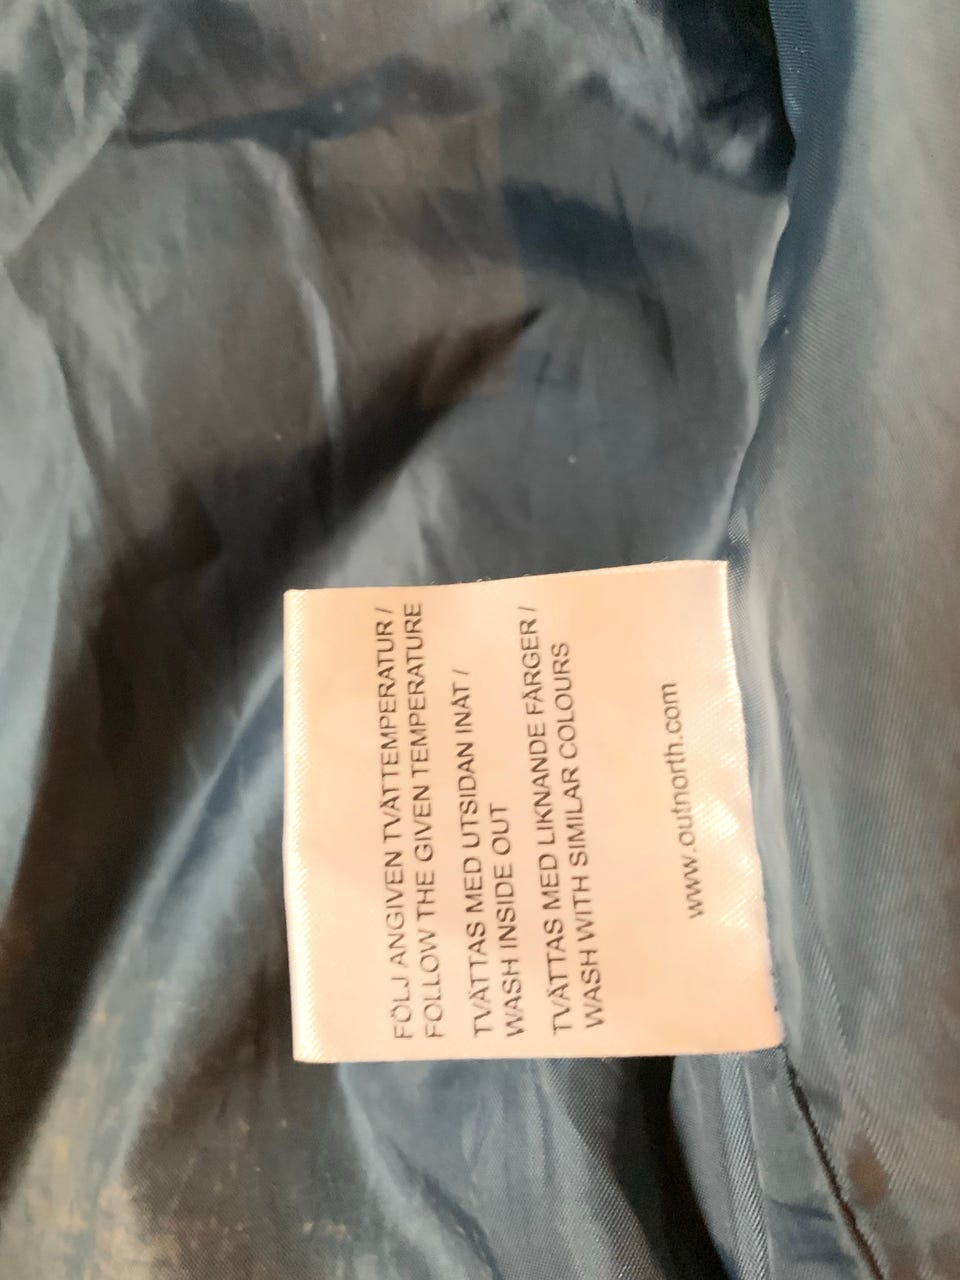 FÖLJ ANGIVEN TVÄTTEMPERATUR /
FOLLOW THE GIVEN TEMPERATURE
TVÄTTAS MED UTSIDAN INÅT /
WASH INSIDE OUT
TVÄTTAS MED LIKNANDE FÄRGER /
WASH WITH SIMILAR COLOURS
www.outnorth.com